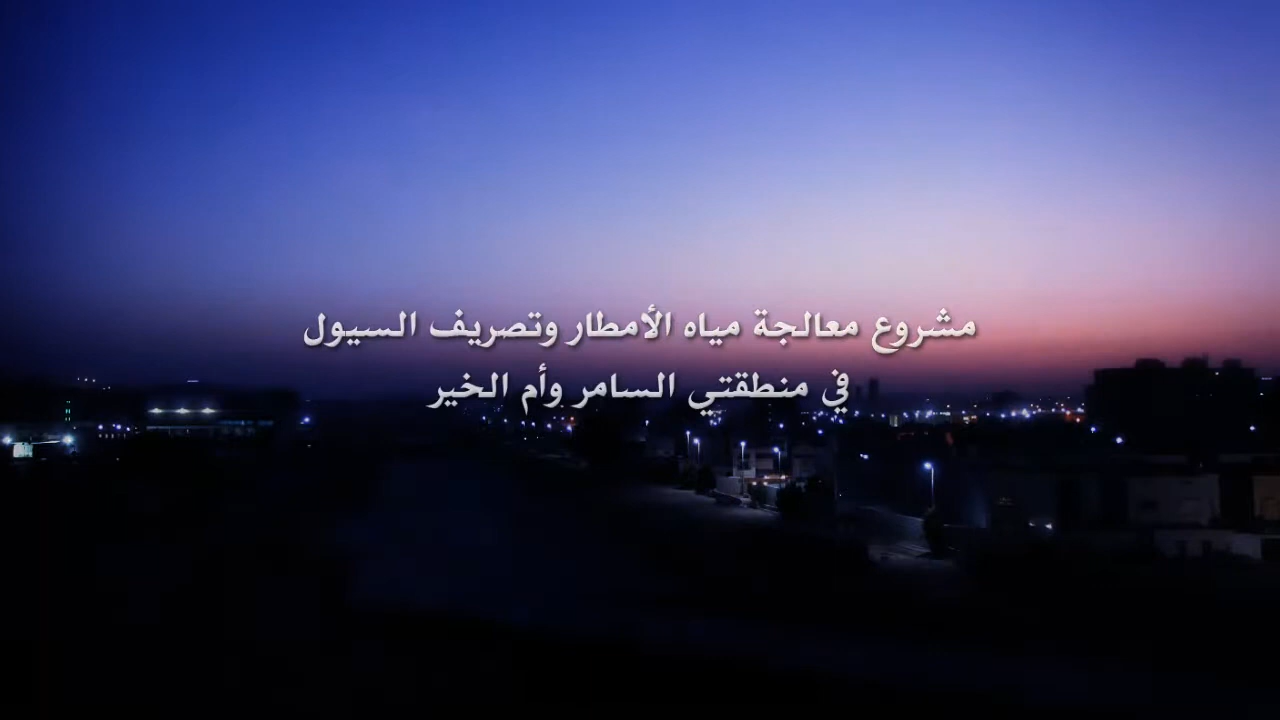 مشروع معالجة مياه الأمطار وتصريف السيول
في منطقتي السامر وأم الخير